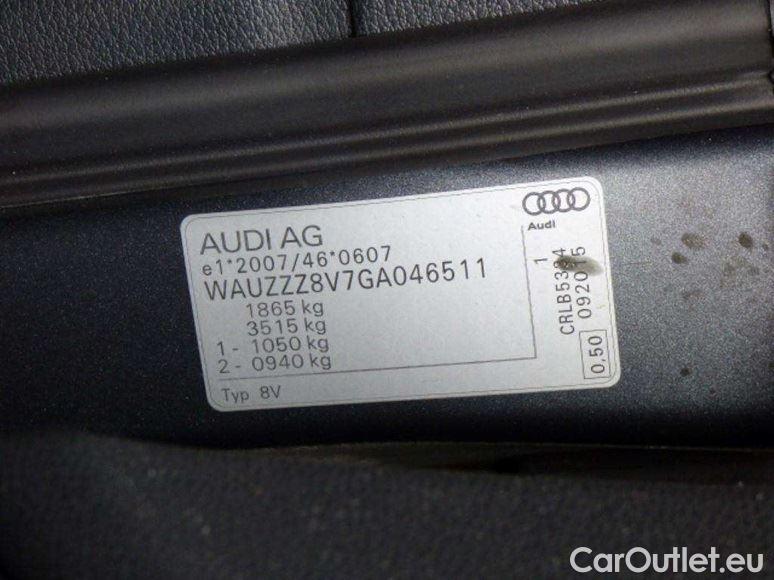 AUDI AG
e1*2007/46*0607
WAUZZZ8V7GA046511
1865 kg
3515 kg
1 - 1050 kg
2 - 0940 kg
Typ 8V
Audi
1
092015
0,50
CarOutlet.eu